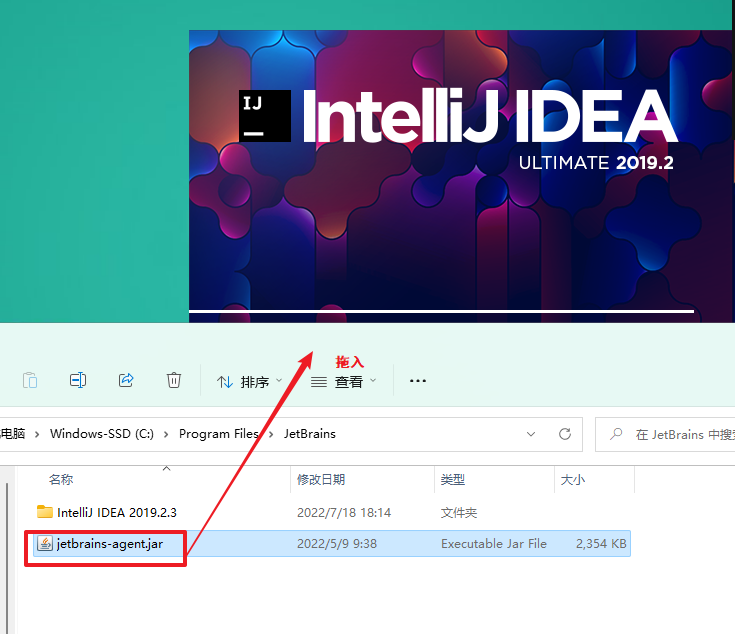 IJ
IntelliJ IDEA
ULTIMATE 2019.2
拖入
排序
查看
电脑 > Windows-SSD (C:) > Program Files > JetBrains
在 JetBrains 中搜
名称 修改日期 类型 大小
IntelliJ IDEA 2019.2.3 2022/7/18 18:14 文件夹
jetbrains-agent.jar 2022/5/9 9:38 Executable Jar File 2,354 KB